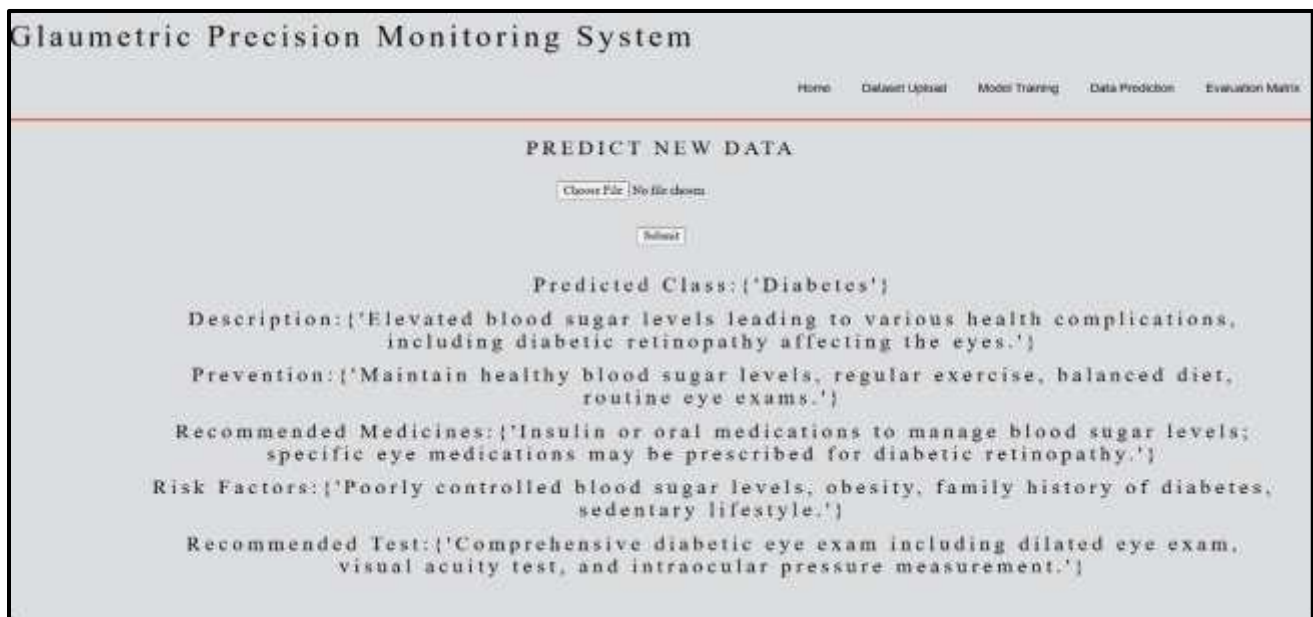 Glaumetric Precision Monitoring System
Home Dataset Upload Model Training Data Prediction Evaluation Matrix
PREDICT NEW DATA
Choose File No file chosen
Submit
Predicted Class:{'Diabetes'}
Description:{'Elevated blood sugar levels leading to various health complications,
including diabetic retinopathy affecting the eyes.'}
Prevention:{'Maintain healthy blood sugar levels, regular exercise, balanced diet,
routine eye exams.'}
Recommended Medicines:{'Insulin or oral medications to manage blood sugar levels;
specific eye medications may be prescribed for diabetic retinopathy.'}
Risk Factors:{'Poorly controlled blood sugar levels, obesity, family history of diabetes,
sedentary lifestyle.'}
Recommended Test:{'Comprehensive diabetic eye exam including dilated eye exam,
visual acuity test, and intraocular pressure measurement.'}